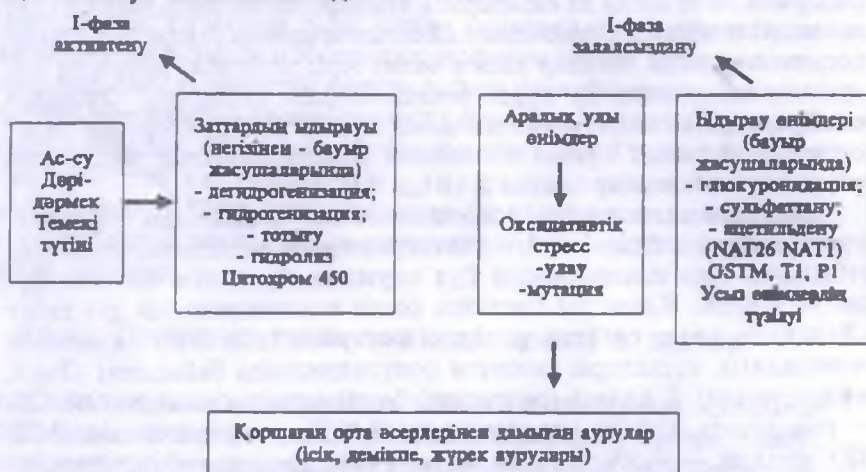 I-фаза
активтену
I-фаза
залалсыздану
Ас-су
Дәрі-
дәрмек
Темекі
түтіні
Заттардың ыдырауы
(негізінен - бауыр
жасушаларында)
- дегидрогенизация;
- гидрогенизация;
- тотығу
- гидролиз
Цитохром 450
Аралық улы
өнімдер
Оксидативтік
стресс
- улау
-мутация
Ыдырау өнімдері
(бауыр
жасушаларында)
- глюкуронидация;
- сульфаттану;
- ацетильдену
(NAT26 NAT1)
GSTM, T1, P1
Усыз өнімдердің
түзілуі
Қоршаған орта әсерлерінен дамыған аурулар
(ісік, демікпе, жүрек аурулары)